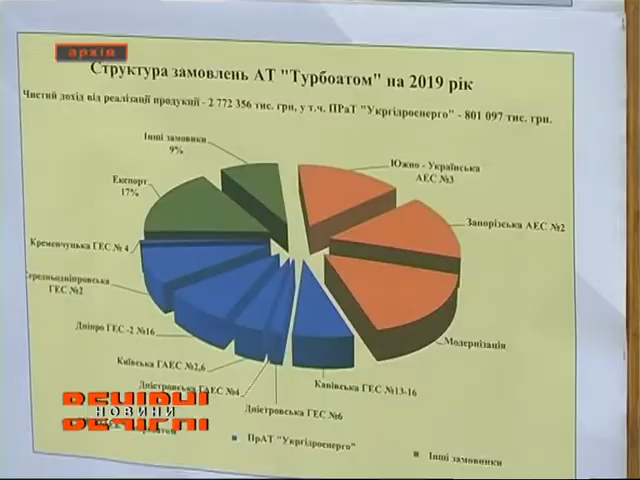 архів
Структура замовлень АТ "Турбоатом" на 2019 рік
Чистий дохід від реалізації продукції - 2 772 356 тис. грн, у т.ч. ПРаТ "Укргідроенерго" - 801 097 тис. грн.
Інші замовники
9%
Южно - Українська
АЕС №3
Експорт
17%
Запорізська АЕС №2
Кременчуцька ГЕС № 4
Середньодніпровська
ГЕС №2
Дніпро ГЕС -2 №16
Модернізація
Київська ГАЕС №2,6
Дністровська ГАЕС №4
Канівська ГЕС №13-16
Дністровська ГЕС №6
ВЕЧІРНІ
НОВИНИ
ВЕЧІРНІ
ПрАТ "Укргідроенерго"
Інші замовники